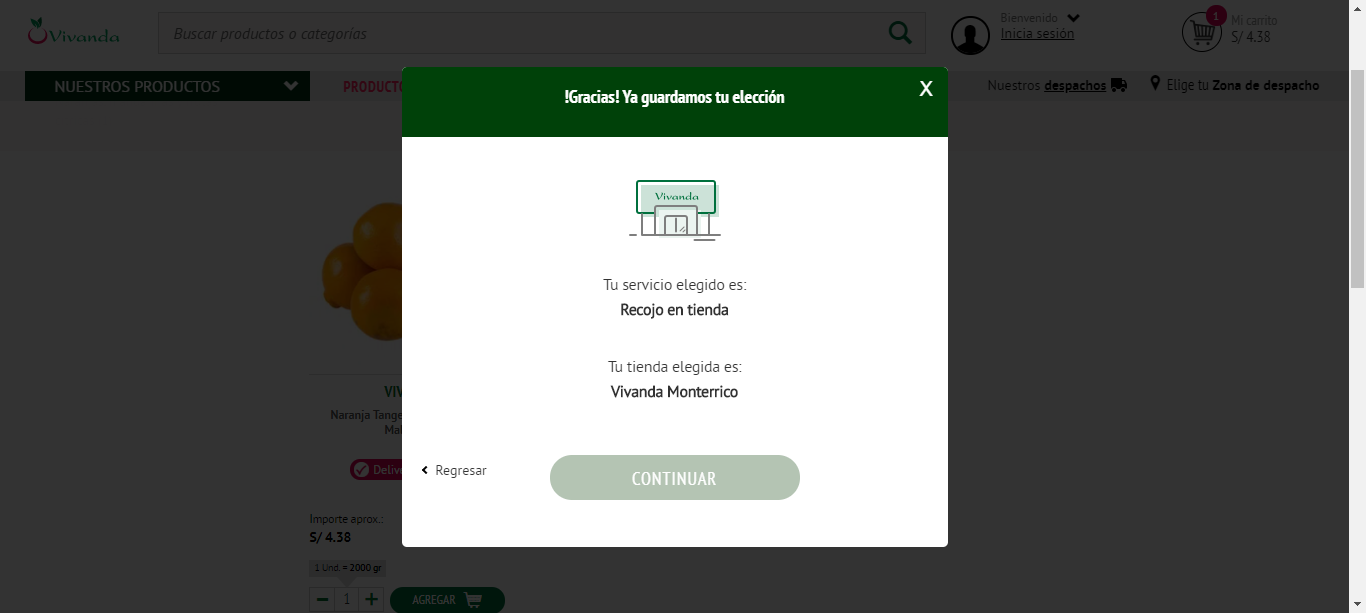 Vivanda
Buscar productos o categorías
Bienvenido
Inicia sesión
1
Mi carrito
S/ 4.38
NUESTROS PRODUCTOS
PRODUCTO
Nuestros despachos
Elige tu Zona de despacho
!Gracias! Ya guardamos tu elección
X
Vivanda
Tu servicio elegido es:
Recojo en tienda
Tu tienda elegida es:
Vivanda Monterrico
Regresar
CONTINUAR
VIV
Naranja Tange
Mal
Delive
Importe aprox.:
S/ 4.38
1 Und. = 2000 gr
− 1 +
AGREGAR